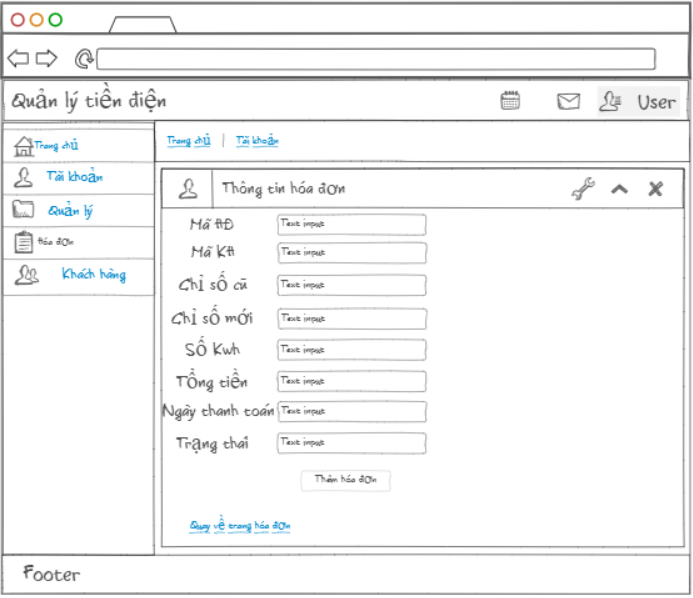 Quản lý tiền điện
User
Trang chủ
Tài khoản
Quản lý
Hóa đơn
Khách hàng
Trang chủ | Tài khoản
Thông tin hóa đơn
Mã HĐ Text input
Mã KH Text input
Chỉ số cũ Text input
Chỉ số mới Text input
Số Kwh Text input
Tổng tiền Text input
Ngày thanh toán Text input
Trạng thai Text input
Thêm hóa đơn
Quay về trang hóa đơn
Footer